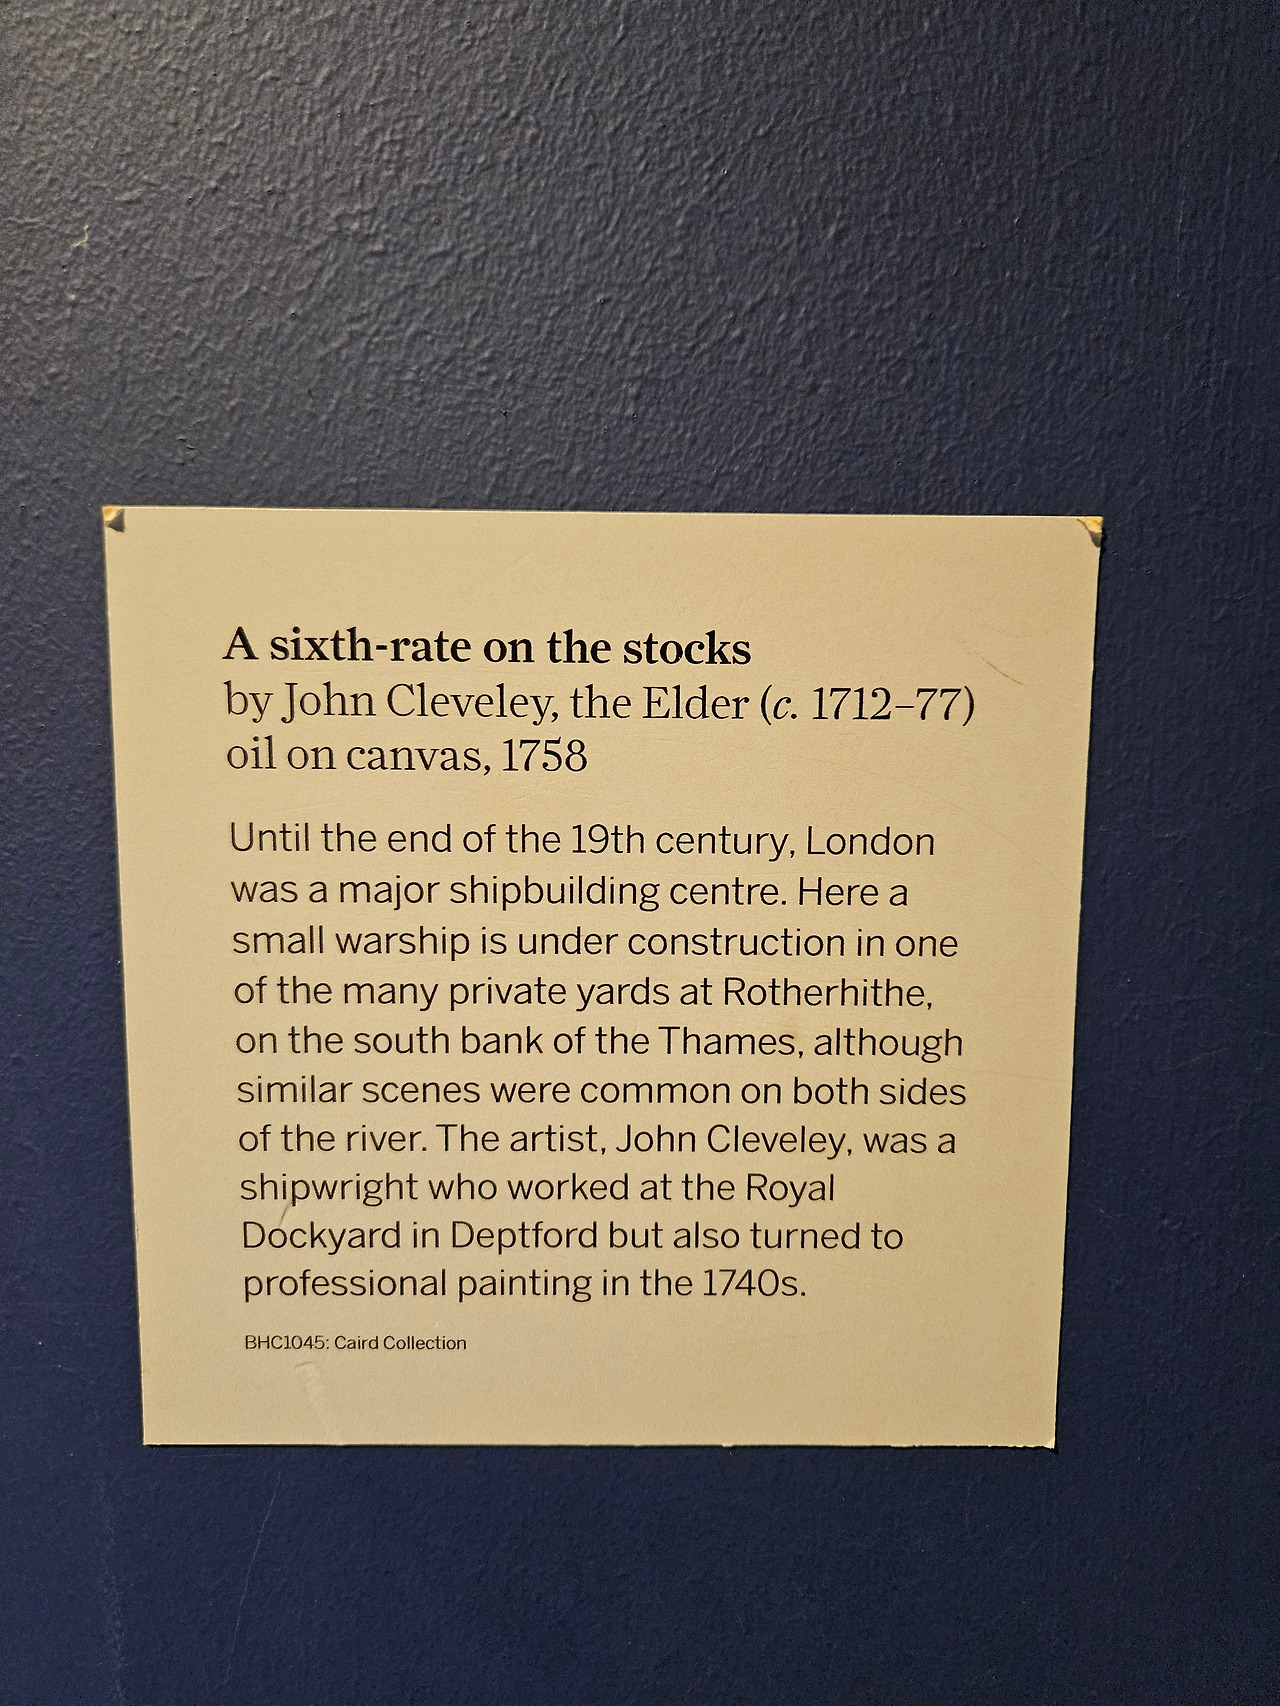 A sixth-rate on the stocks
by John Cleveley, the Elder (c. 1712–77)
oil on canvas, 1758
Until the end of the 19th century, London
was a major shipbuilding centre. Here a
small warship is under construction in one
of the many private yards at Rotherhithe,
on the south bank of the Thames, although
similar scenes were common on both sides
of the river. The artist, John Cleveley, was a
shipwright who worked at the Royal
Dockyard in Deptford but also turned to
professional painting in the 1740s.
BHC1045: Caird Collection